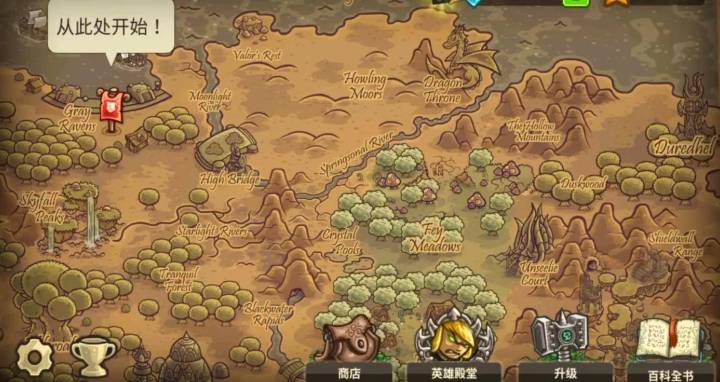 从此处开始！
Valor's Rest
Howling
Moors
Dragon
Throne
Moonlight
River
Gray
Ravens
Springsonal River
The Hollow
Mountains
Duredhel
High Bridge
Duskwood
Skyfall
Peaks
Starlight Rivers
Crystal
Pools
Fey
Meadows
Shieldwall
Range
Unseelie
Court
Tranquil
Forest
Blackwater
Rapids
商店
英雄殿堂
升级
百科全书